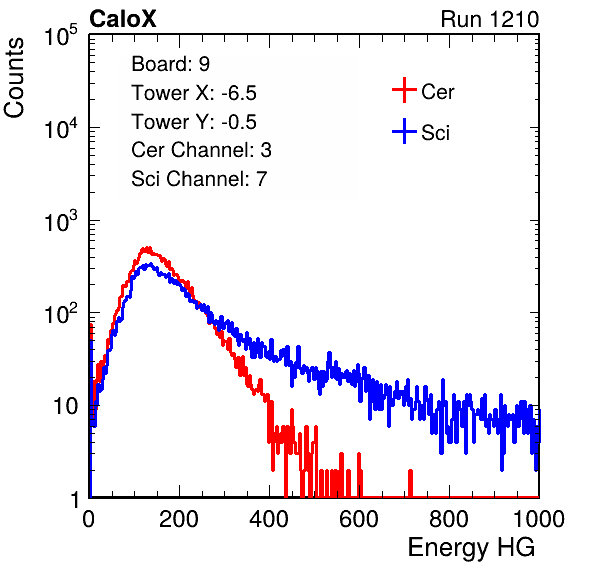 CaloX Run 1210
Counts
Board: 9
Tower X: -6.5
Tower Y: -0.5
Cer Channel: 3
Sci Channel: 7
Cer
Sci
10^5
10^4
10^3
10^2
10
1
0 200 400 600 800 1000
Energy HG